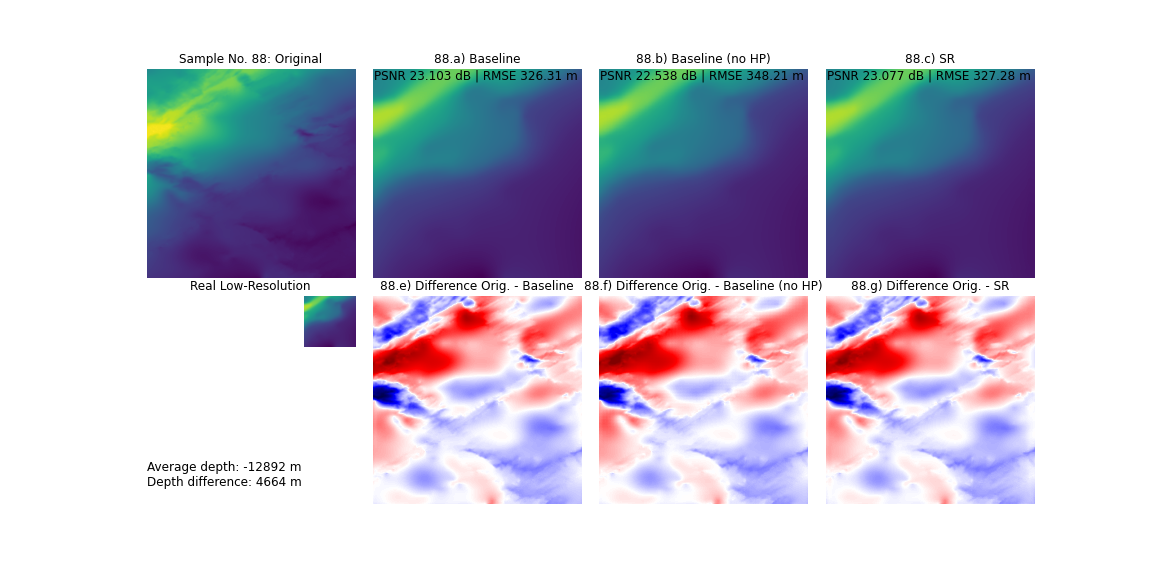 Sample No. 88: Original
88.a) Baseline
88.b) Baseline (no HP)
88.c) SR
PSNR 23.103 dB | RMSE 326.31 m
PSNR 22.538 dB | RMSE 348.21 m
PSNR 23.077 dB | RMSE 327.28 m
Real Low-Resolution
88.e) Difference Orig. - Baseline
88.f) Difference Orig. - Baseline (no HP)
88.g) Difference Orig. - SR
Average depth: -12892 m
Depth difference: 4664 m